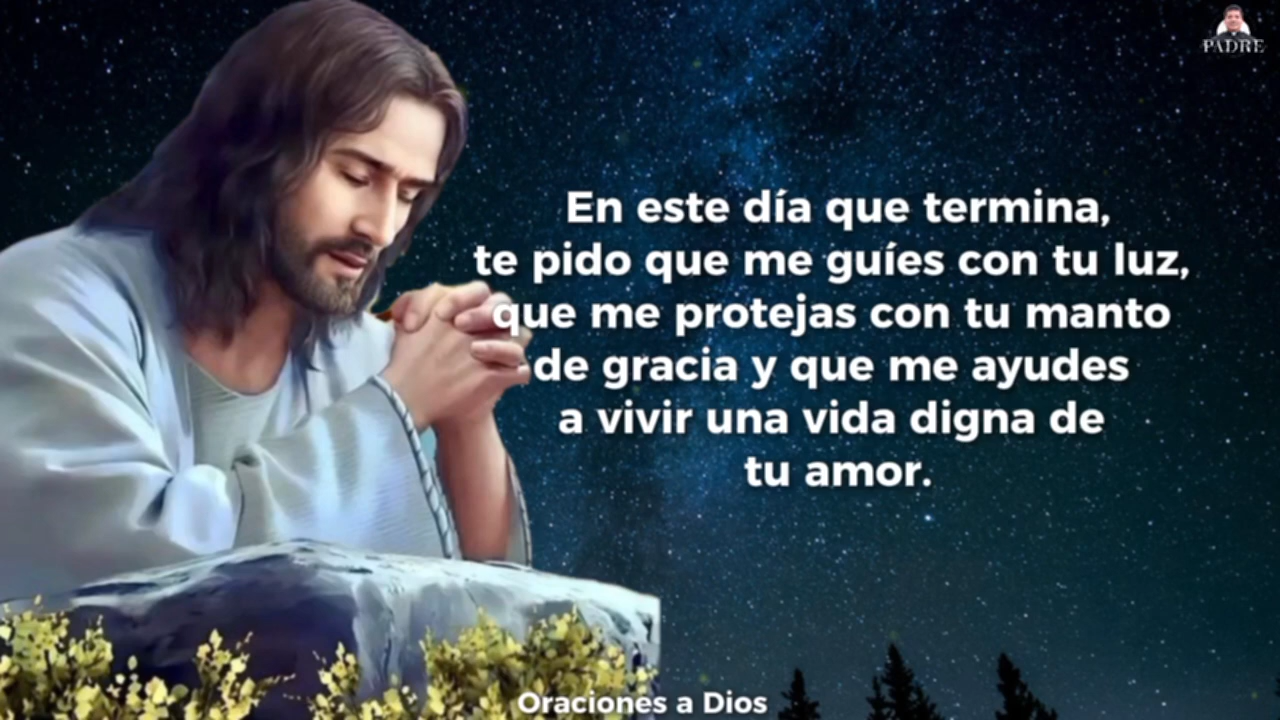 PADRE
En este día que termina,
te pido que me guíes con tu luz,
que me protejas con tu manto
de gracia y que me ayudes
a vivir una vida digna de
tu amor.
Oraciones a Dios